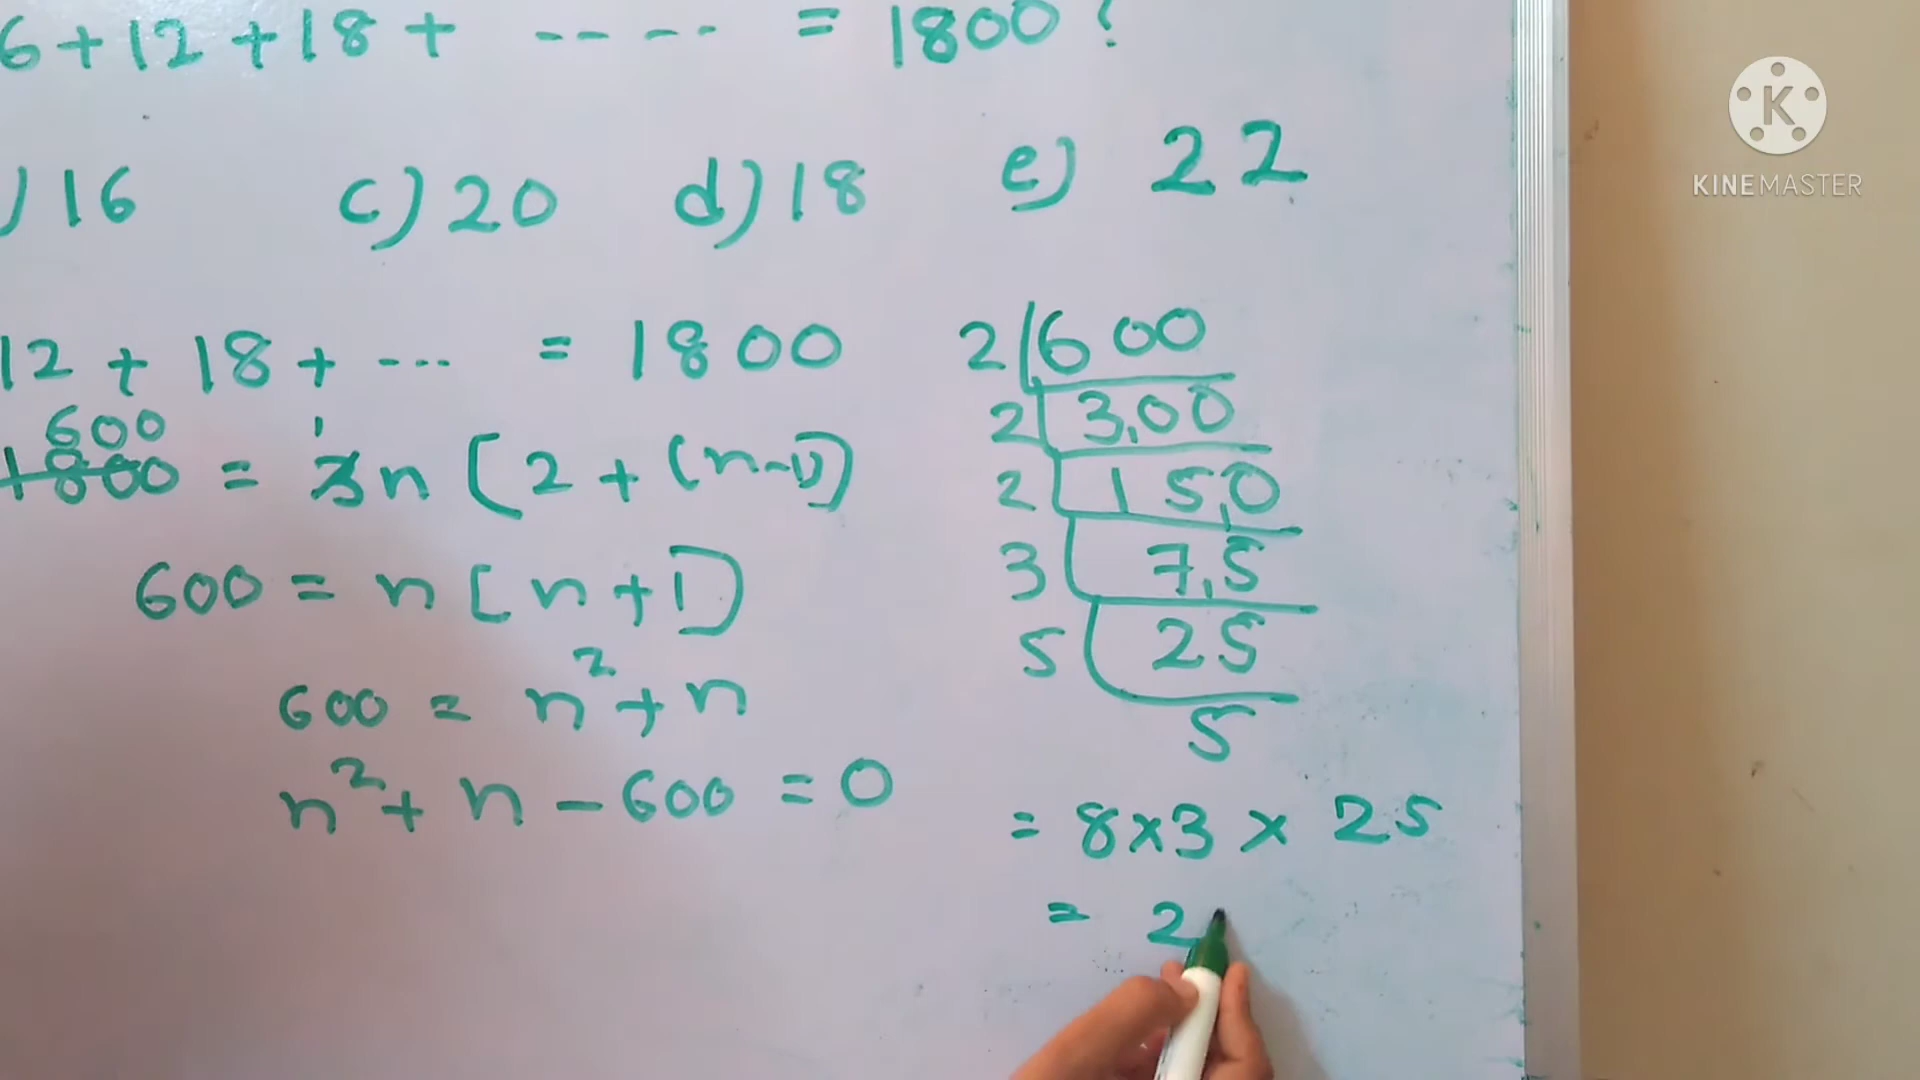 6 + 12 + 18 + ---- = 1800 ?
) 16 c) 20 d) 18 e) 22
12 + 18 + --- = 1800
600 1
1800 = 3n [2 + (n-1)]
600 = n [n + 1]
600 = n² + n
n² + n - 600 = 0
2 600
2 300
2 150
3 75
5 25
5
= 8 × 3 × 25
= 2
K
KINEMASTER